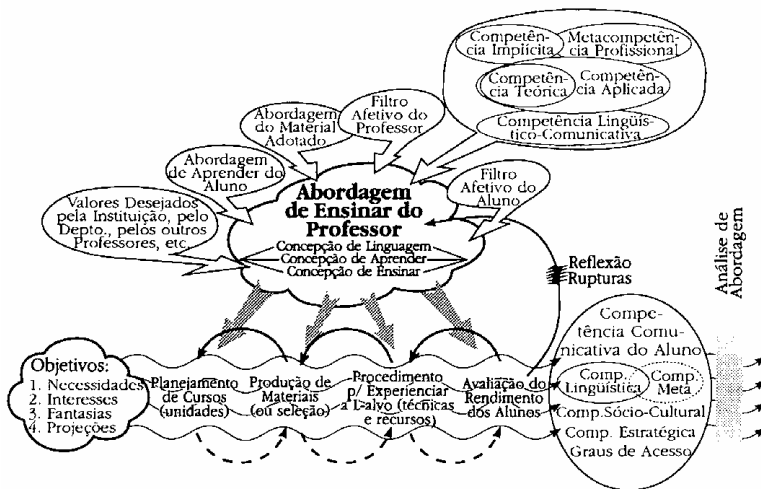 Competên-
cia Implícita
Metacompetên-
cia Profissional
Competên-
cia Teórica
Competên-
cia Aplicada
Competência Lingüís-
tico-Comunicativa
Filtro
Afetivo do
Professor
Abordagem
do Material
Adotado
Abordagem
de Aprender do
Aluno
Valores Desejados
pela Instituição, pelo
Depto., pelos outros
Professores, etc.
Filtro
Afetivo do
Aluno
Abordagem
de Ensinar do
Professor
Concepção de Linguagem
Concepção de Aprender
Concepção de Ensinar
Reflexão
Rupturas
Análise de
Abordagem
Objetivos:
1. Necessidades
2. Interesses
3. Fantasias
4. Projeções
Planejamento
de Cursos
(unidades)
Produção de
Materiais
(ou seleção)
Procedimento
p/ Experienciar
a L-alvo (técnicas
e recursos)
Avaliação do
Rendimento
dos Alunos
Compe-
tência Comu-
nicativa do Aluno
Comp.
Lingüística
Comp.
Meta
Comp.Sócio-Cultural
Comp. Estratégica
Graus de Acesso